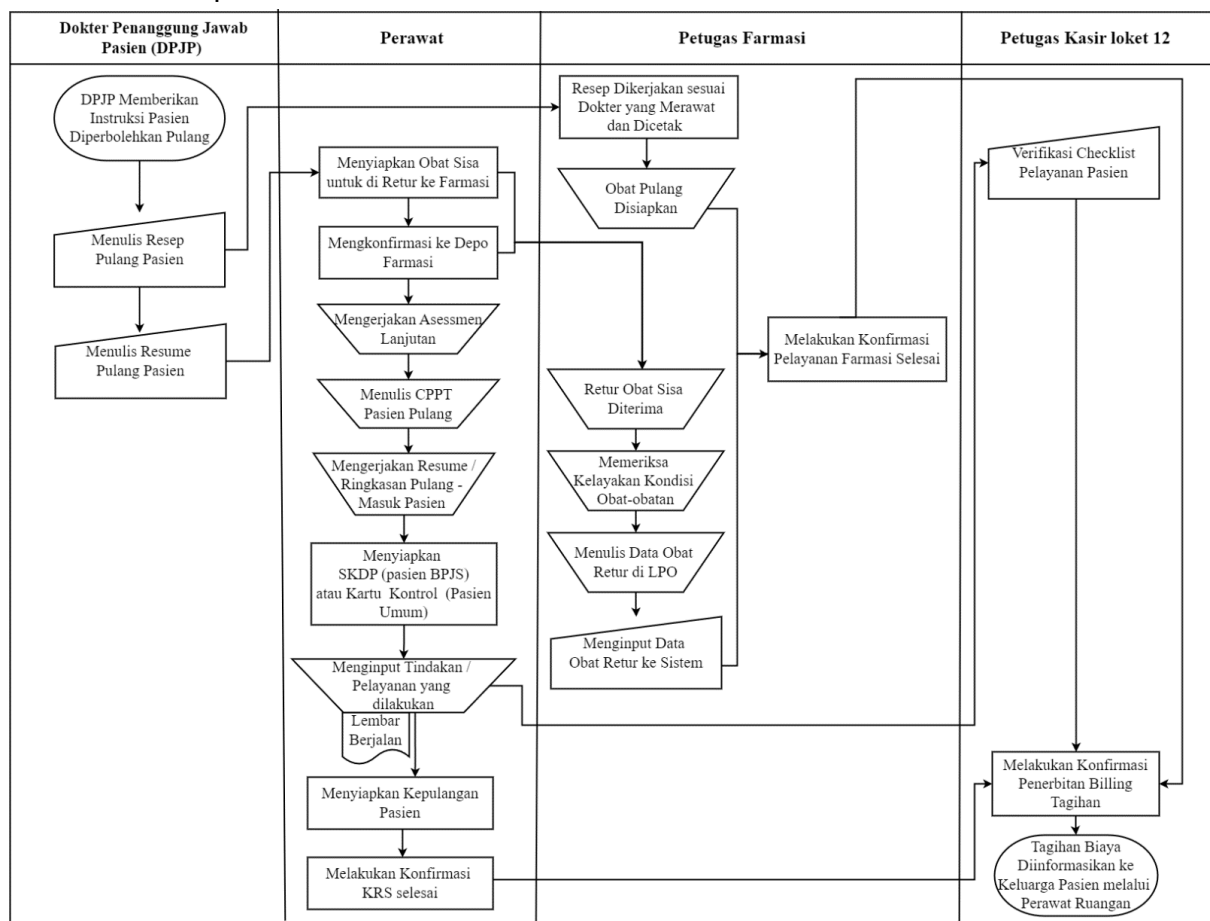 Dokter Penanggung Jawab
Pasien (DPJP)
Perawat
Petugas Farmasi
Petugas Kasir loket 12
DPJP Memberikan
Instruksi Pasien
Diperbolehkan Pulang
Menulis Resep
Pulang Pasien
Menulis Resume
Pulang Pasien
Menyiapkan Obat Sisa
untuk di Retur ke Farmasi
Mengkonfirmasi ke Depo
Farmasi
Mengerjakan Asessmen
Lanjutan
Menulis CPPT
Pasien Pulang
Mengerjakan Resume /
Ringkasan Pulang -
Masuk Pasien
Menyiapkan
SKDP (pasien BPJS)
atau Kartu Kontrol (Pasien
Umum)
Menginput Tindakan /
Pelayanan yang
dilakukan
Lembar
Berjalan
Menyiapkan Kepulangan
Pasien
Melakukan Konfirmasi
KRS selesai
Resep Dikerjakan sesuai
Dokter yang Merawat
dan Dicetak
Obat Pulang
Disiapkan
Melakukan Konfirmasi
Pelayanan Farmasi Selesai
Retur Obat Sisa
Diterima
Memeriksa
Kelayakan Kondisi
Obat-obatan
Menulis Data Obat
Retur di LPO
Menginput Data
Obat Retur ke Sistem
Verifikasi Checklist
Pelayanan Pasien
Melakukan Konfirmasi
Penerbitan Billing
Tagihan
Tagihan Biaya
Diinformasikan ke
Keluarga Pasien melalui
Perawat Ruangan